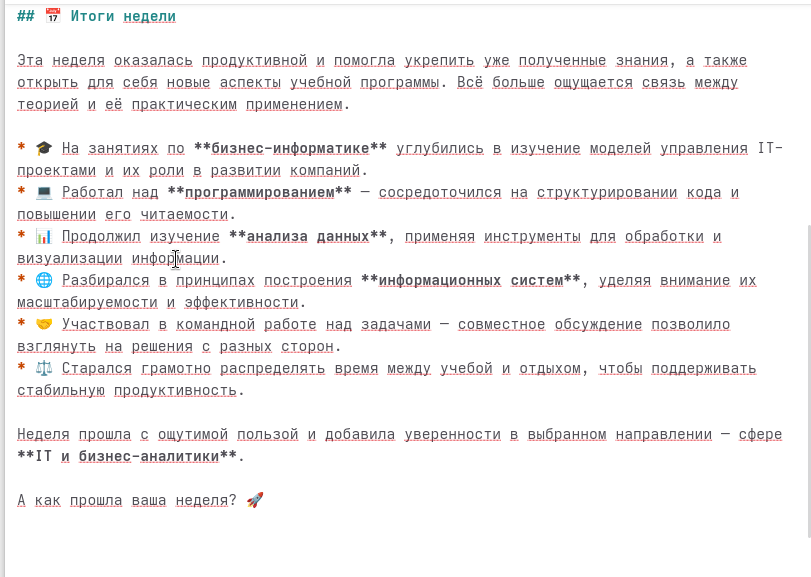 ## 📅 Итоги недели
Эта неделя оказалась продуктивной и помогла укрепить уже полученные знания, а также
открыть для себя новые аспекты учебной программы. Всё больше ощущается связь между
теорией и её практическим применением.
* 🎓 На занятиях по **бизнес-информатике** углубились в изучение моделей управления IT-
проектами и их роли в развитии компаний.
* 💻 Работал над **программированием** — сосредоточился на структурировании кода и
повышении его читаемости.
* 📊 Продолжил изучение **анализа данных**, применяя инструменты для обработки и
визуализации информации.
* 🌐 Разбирался в принципах построения **информационных систем**, уделяя внимание их
масштабируемости и эффективности.
* 🤝 Участвовал в командной работе над задачами — совместное обсуждение позволило
взглянуть на решения с разных сторон.
* ⚖️ Старался грамотно распределять время между учебой и отдыхом, чтобы поддерживать
стабильную продуктивность.
Неделя прошла с ощутимой пользой и добавила уверенности в выбранном направлении — сфере
**IT и бизнес-аналитики**.
А как прошла ваша неделя? 🚀